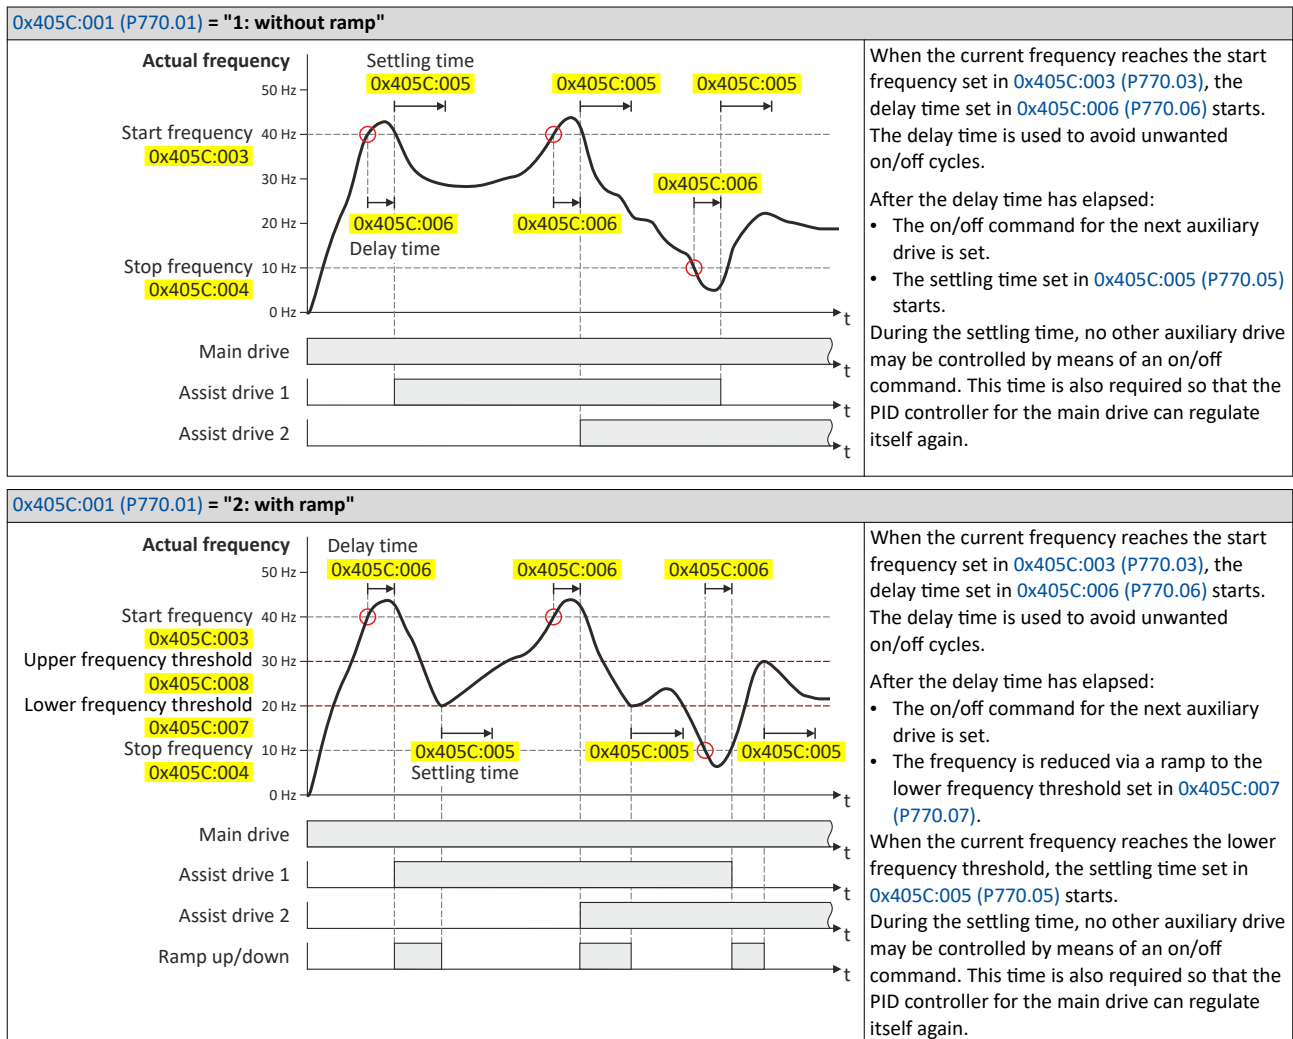 0x405C:001 (P770.01) = "1: without ramp"
Actual frequency
Settling time
0x405C:005
0x405C:005
0x405C:005
50 Hz
Start frequency
40 Hz
0x405C:003
30 Hz
0x405C:006
20 Hz
0x405C:006
0x405C:006
Delay time
Stop frequency
10 Hz
0x405C:004
0 Hz
t
Main drive
t
Assist drive 1
t
Assist drive 2
t
When the current frequency reaches the start
frequency set in 0x405C:003 (P770.03), the
delay time set in 0x405C:006 (P770.06) starts.
The delay time is used to avoid unwanted
on/off cycles.
After the delay time has elapsed:
• The on/off command for the next auxiliary
drive is set.
• The settling time set in 0x405C:005 (P770.05)
starts.
During the settling time, no other auxiliary drive
may be controlled by means of an on/off
command. This time is also required so that the
PID controller for the main drive can regulate
itself again.
0x405C:001 (P770.01) = "2: with ramp"
Actual frequency
Delay time
0x405C:006
0x405C:006
0x405C:006
50 Hz
Start frequency
40 Hz
0x405C:003
Upper frequency threshold
30 Hz
0x405C:008
Lower frequency threshold
20 Hz
0x405C:007
Stop frequency
10 Hz
0x405C:005
0x405C:005
0x405C:005
0x405C:004
Settling time
0 Hz
t
Main drive
t
Assist drive 1
t
Assist drive 2
t
Ramp up/down
t
When the current frequency reaches the start
frequency set in 0x405C:003 (P770.03), the
delay time set in 0x405C:006 (P770.06) starts.
The delay time is used to avoid unwanted
on/off cycles.
After the delay time has elapsed:
• The on/off command for the next auxiliary
drive is set.
• The frequency is reduced via a ramp to the
lower frequency threshold set in 0x405C:007
(P770.07).
When the current frequency reaches the lower
frequency threshold, the settling time set in
0x405C:005 (P770.05) starts.
During the settling time, no other auxiliary drive
may be controlled by means of an on/off
command. This time is also required so that the
PID controller for the main drive can regulate
itself again.